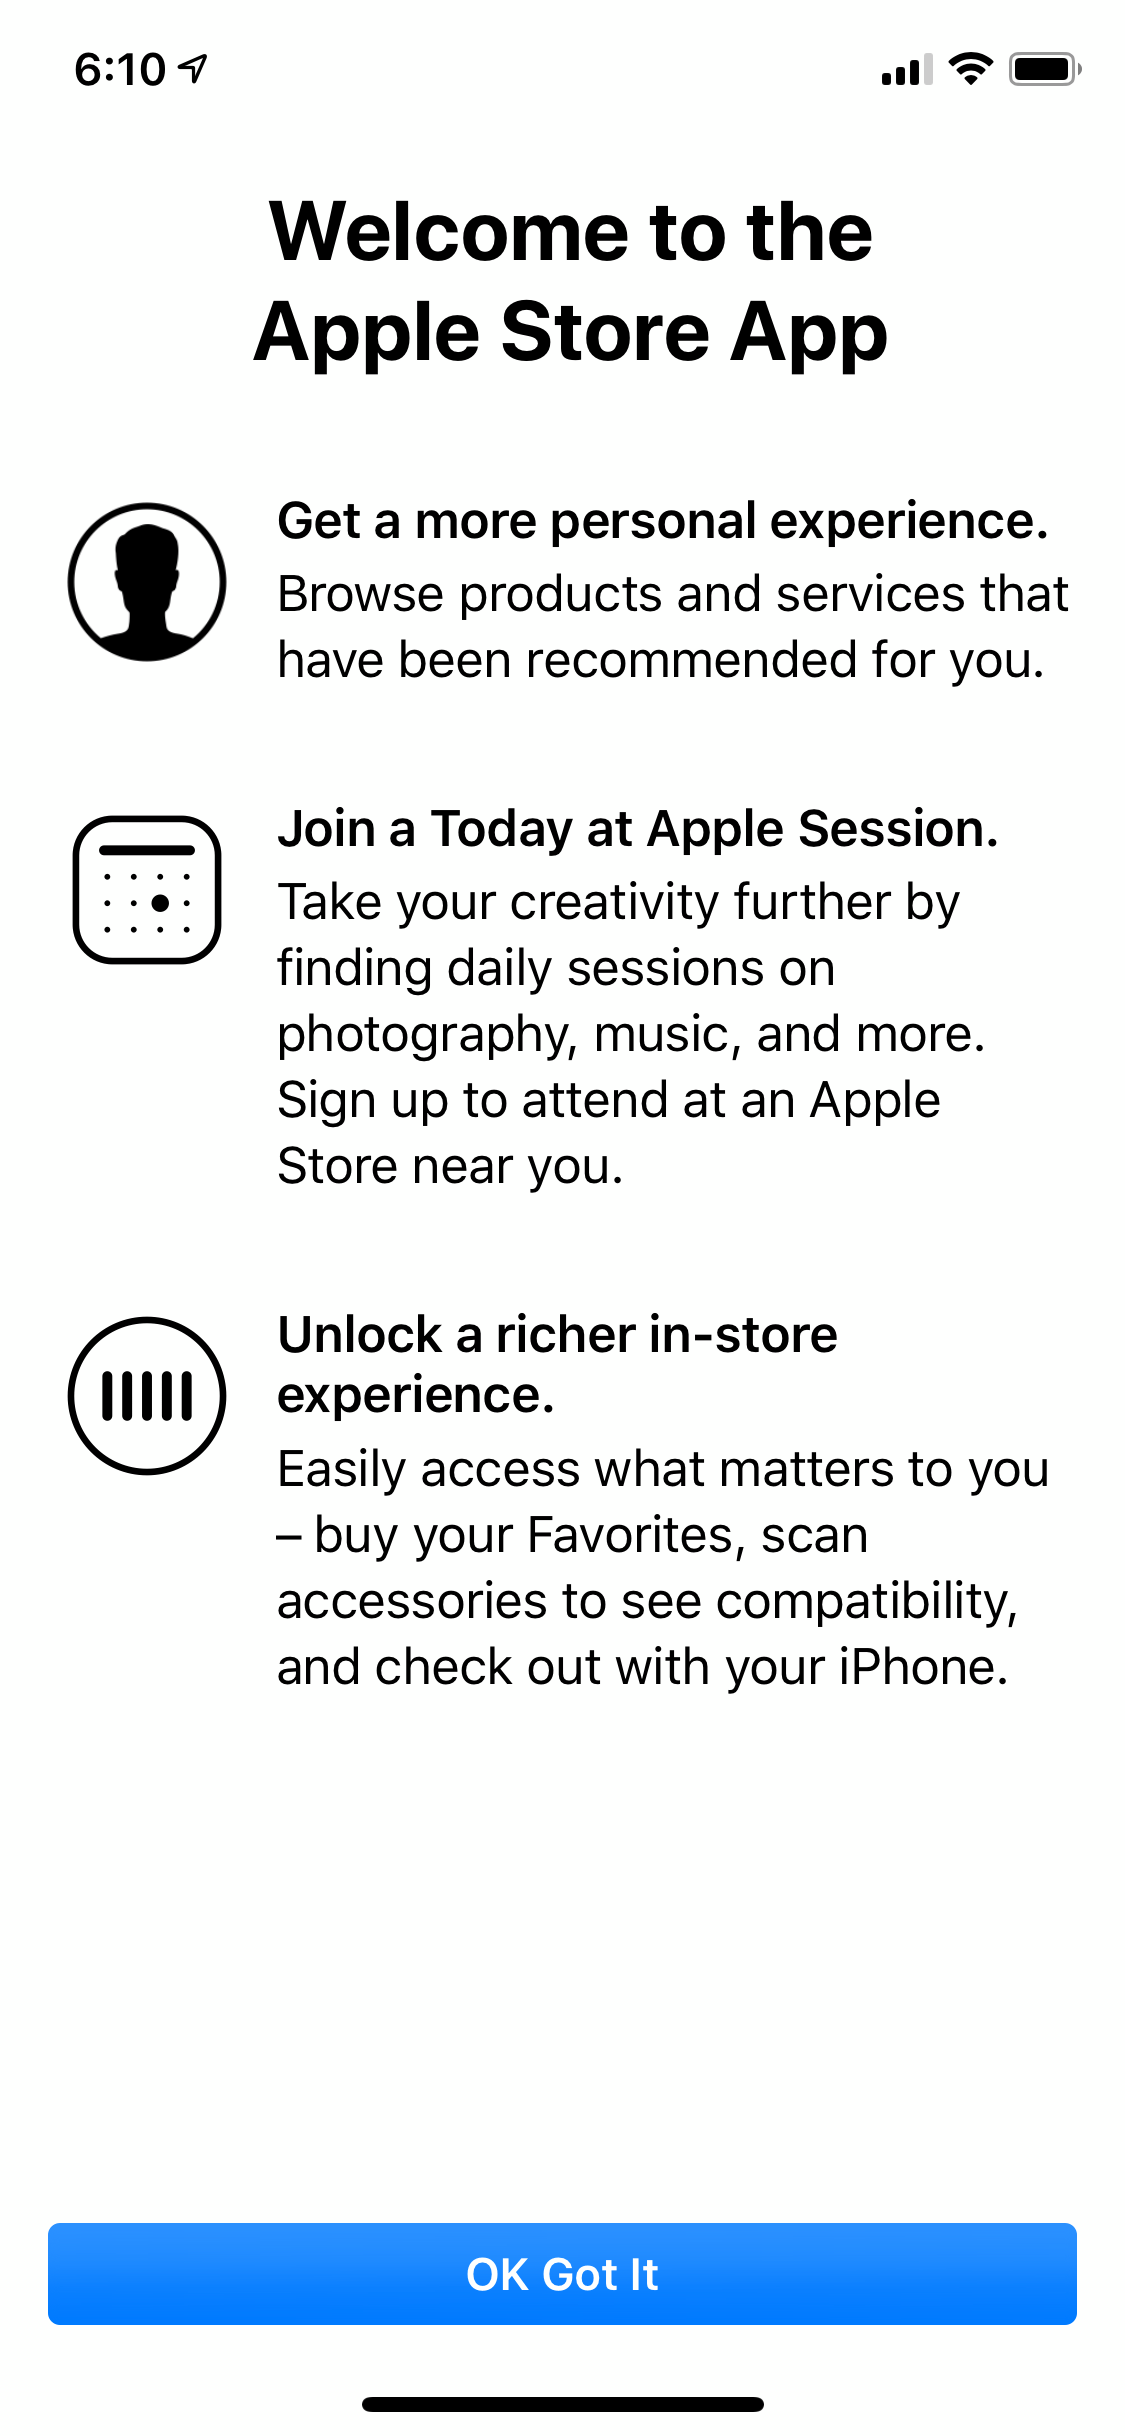 6:10
Welcome to the
Apple Store App
Get a more personal experience.
Browse products and services that
have been recommended for you.
Join a Today at Apple Session.
Take your creativity further by
finding daily sessions on
photography, music, and more.
Sign up to attend at an Apple
Store near you.
Unlock a richer in-store
experience.
Easily access what matters to you
– buy your Favorites, scan
accessories to see compatibility,
and check out with your iPhone.
OK Got It